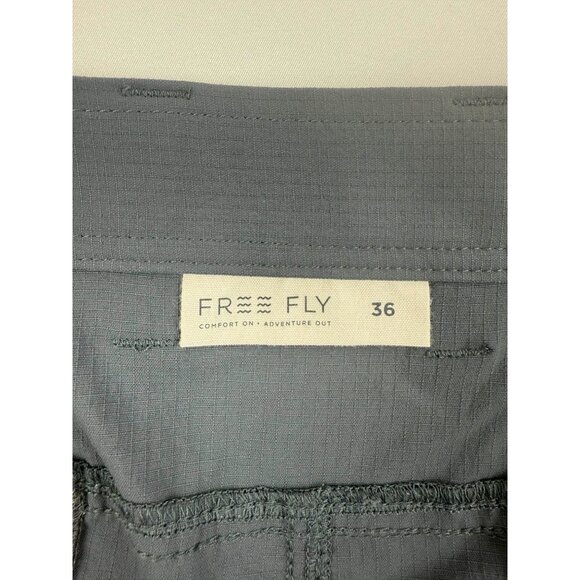 FREE FLY 36
COMFORT ON • ADVENTURE OUT